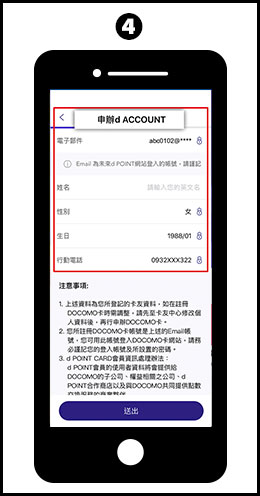 4
申辦d ACCOUNT
電子郵件 abc0102@****
Email 為未來d POINT網站登入的帳號，請謹記
姓名 請輸入您的英文名
性別 女
生日 1988/01
行動電話 0932XXX322
注意事項:
1. 上述資料為您所登記的卡友資料，如在註冊
DOCOMO卡時需調整，請先至卡友中心修改個
人資料後，再行申辦DOCOMO卡。
2. 您所註冊DOCOMO卡帳號是上述的Email帳
號，您可用此帳號登入DOCOMO卡網站，請務
必謹記您的登入帳號及所設置的密碼。
3. d POINT CARD會員資訊處理辦法：
d POINT會員的使用者資料將會提供給
DOCOMO的子公司、權益相關之公司、d
POINT合作商店以及與DOCOMO共同提供點數
送出